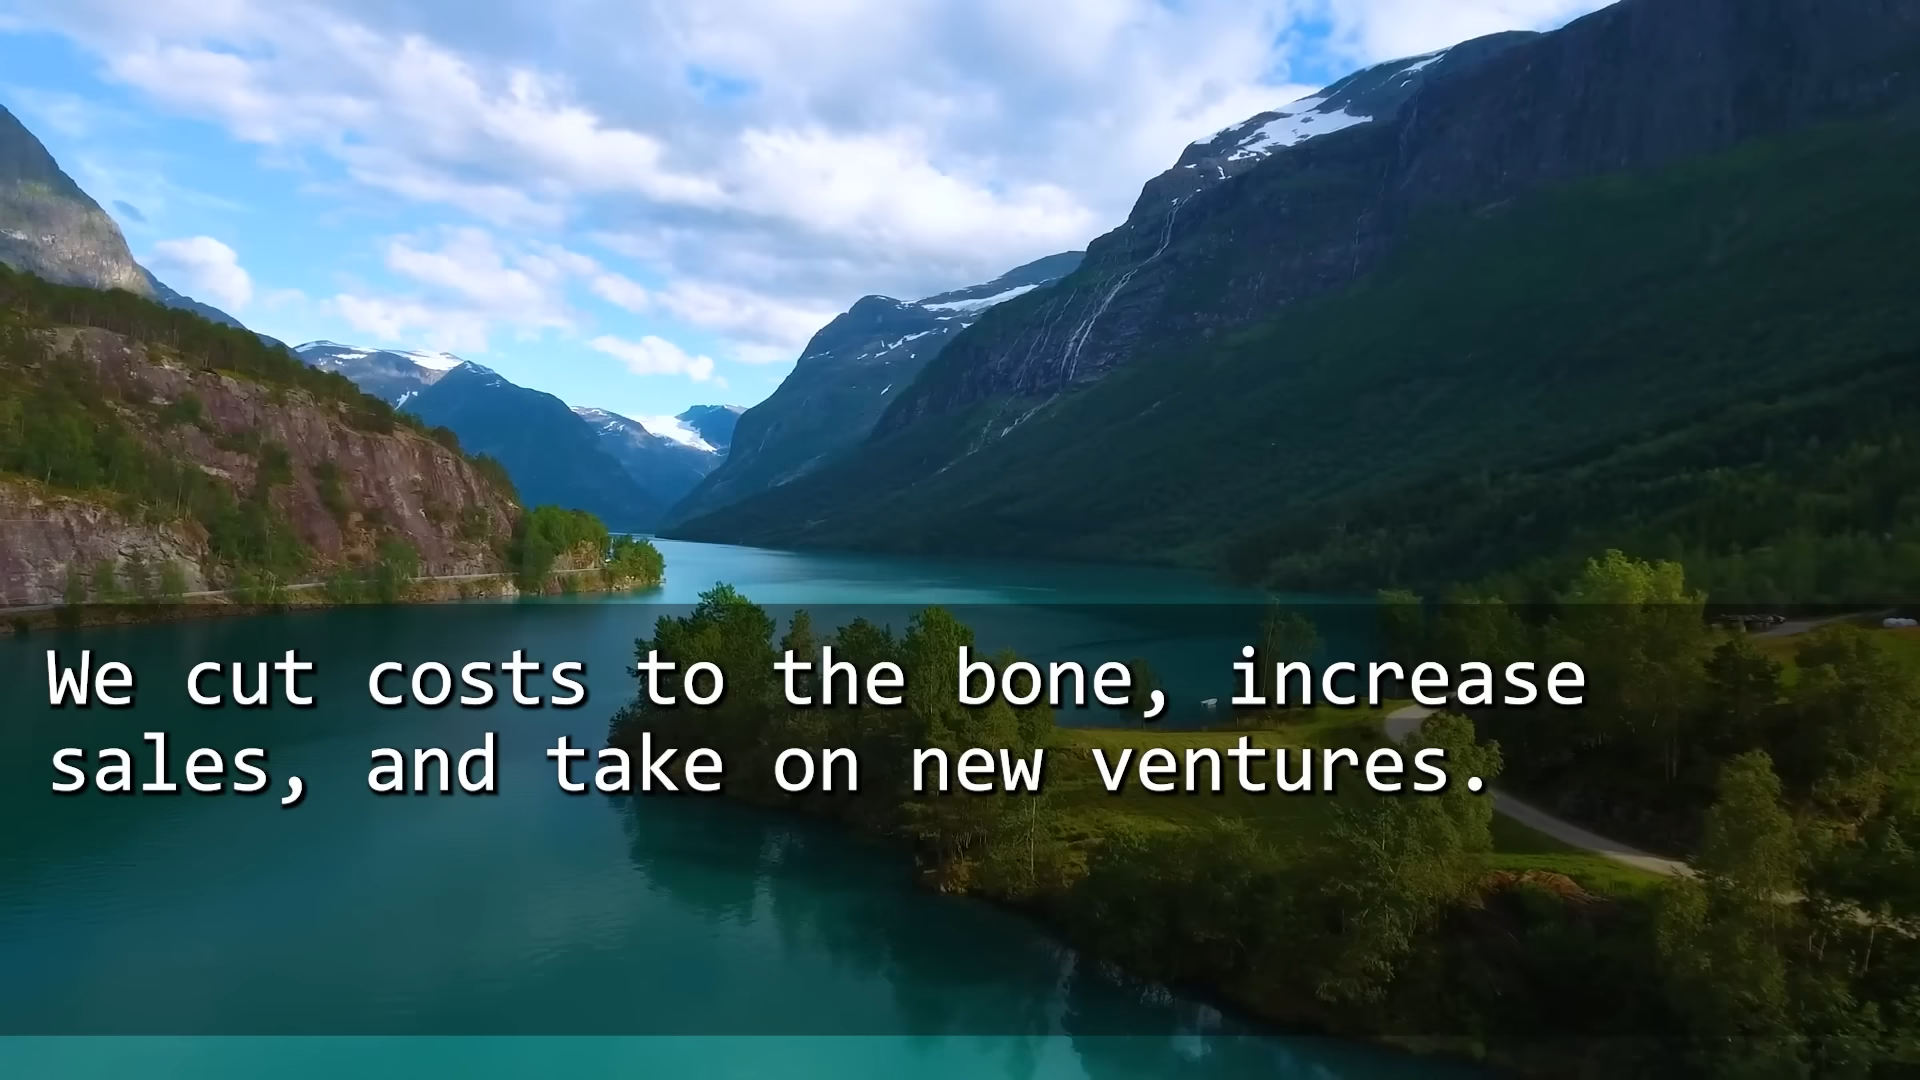 We cut costs to the bone, increase
sales, and take on new ventures.